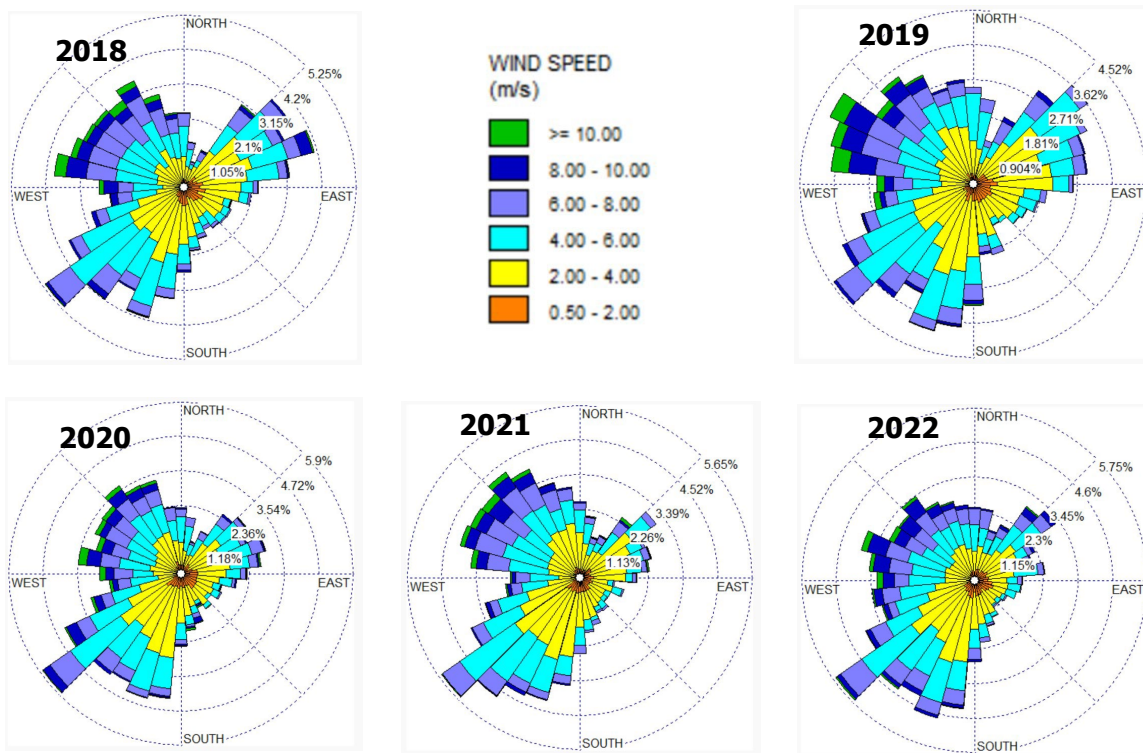 2018
NORTH
5.25%
4.2%
3.15%
2.1%
1.05%
WEST
EAST
SOUTH
WIND SPEED
(m/s)
>= 10.00
8.00 - 10.00
6.00 - 8.00
4.00 - 6.00
2.00 - 4.00
0.50 - 2.00
2019
NORTH
4.52%
3.62%
2.71%
1.81%
0.904%
WEST
EAST
SOUTH
2020
NORTH
5.9%
4.72%
3.54%
2.36%
1.18%
WEST
EAST
SOUTH
2021
NORTH
5.65%
4.52%
3.39%
2.26%
1.13%
WEST
EAST
SOUTH
2022
NORTH
5.75%
4.6%
3.45%
2.3%
1.15%
WEST
EAST
SOUTH